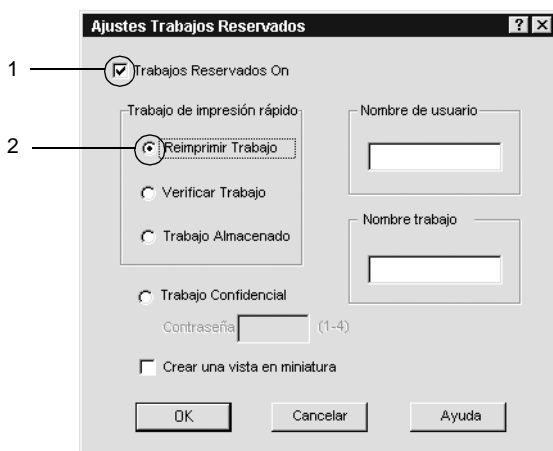 Ajustes Trabajos Reservados
1
Trabajos Reservados On
Trabajo de impresión rápido
Nombre de usuario
2
Reimprimir Trabajo
Verificar Trabajo
Trabajo Almacenado
Nombre trabajo
Trabajo Confidencial
Contraseña (1-4)
Crear una vista en miniatura
OK Cancelar Ayuda